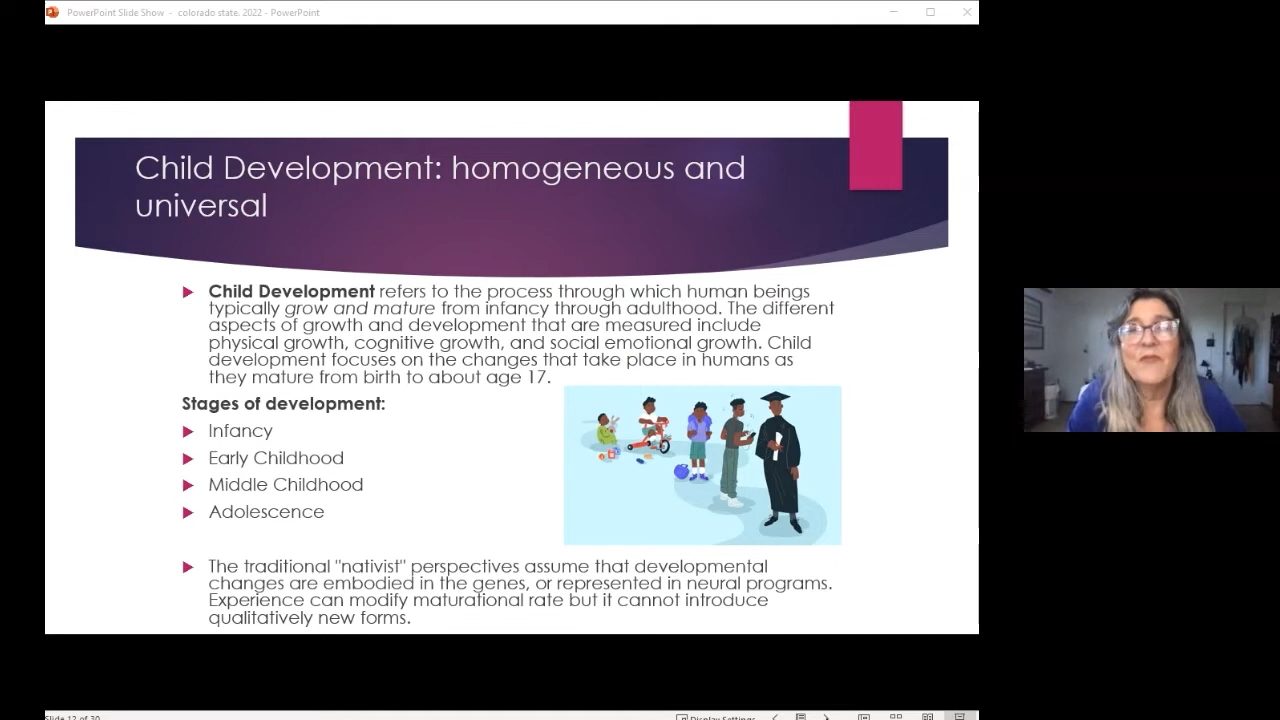 PowerPoint Slide Show - colorado state. 2022 - PowerPoint
Child Development: homogeneous and
universal
Child Development refers to the process through which human beings
typically grow and mature from infancy through adulthood. The different
aspects of growth and development that are measured include
physical growth, cognitive growth, and social emotional growth. Child
development focuses on the changes that take place in humans as
they mature from birth to about age 17.
Stages of development:
Infancy
Early Childhood
Middle Childhood
Adolescence
The traditional "nativist" perspectives assume that developmental
changes are embodied in the genes, or represented in neural programs.
Experience can modify maturational rate but it cannot introduce
qualitatively new forms.
Slide 12 of 30
Display Settings